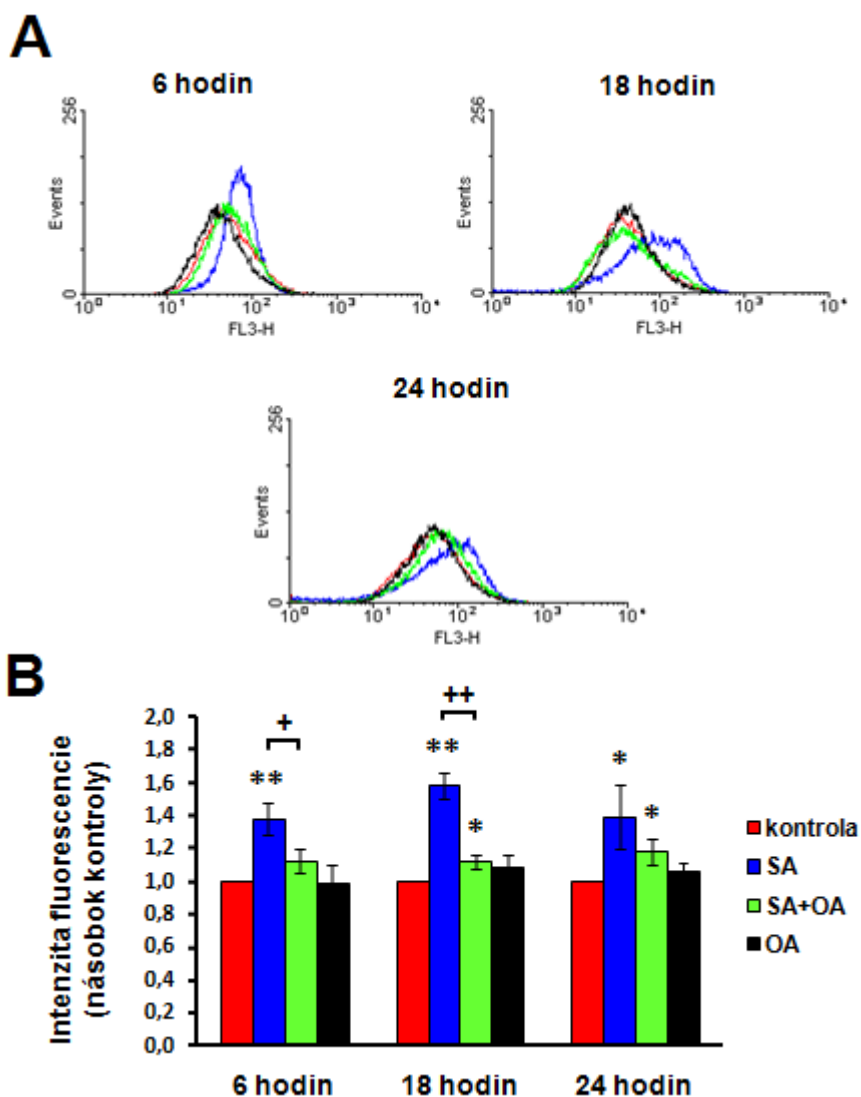 A
6 hodin
18 hodin
256
Events
0
10⁰ 10¹ 10² 10³ 10⁴
FL3-H
256
Events
0
10⁰ 10¹ 10² 10³ 10⁴
FL3-H
24 hodin
256
Events
0
10⁰ 10¹ 10² 10³ 10⁴
FL3-H
B
Intenzita fluorescencie
(násobok kontroly)
2,0
1,8
1,6
1,4
1,2
1,0
0,8
0,6
0,4
0,2
0,0
+
**
++
**
*
*
*
6 hodin
18 hodin
24 hodin
kontrola
SA
SA+OA
OA